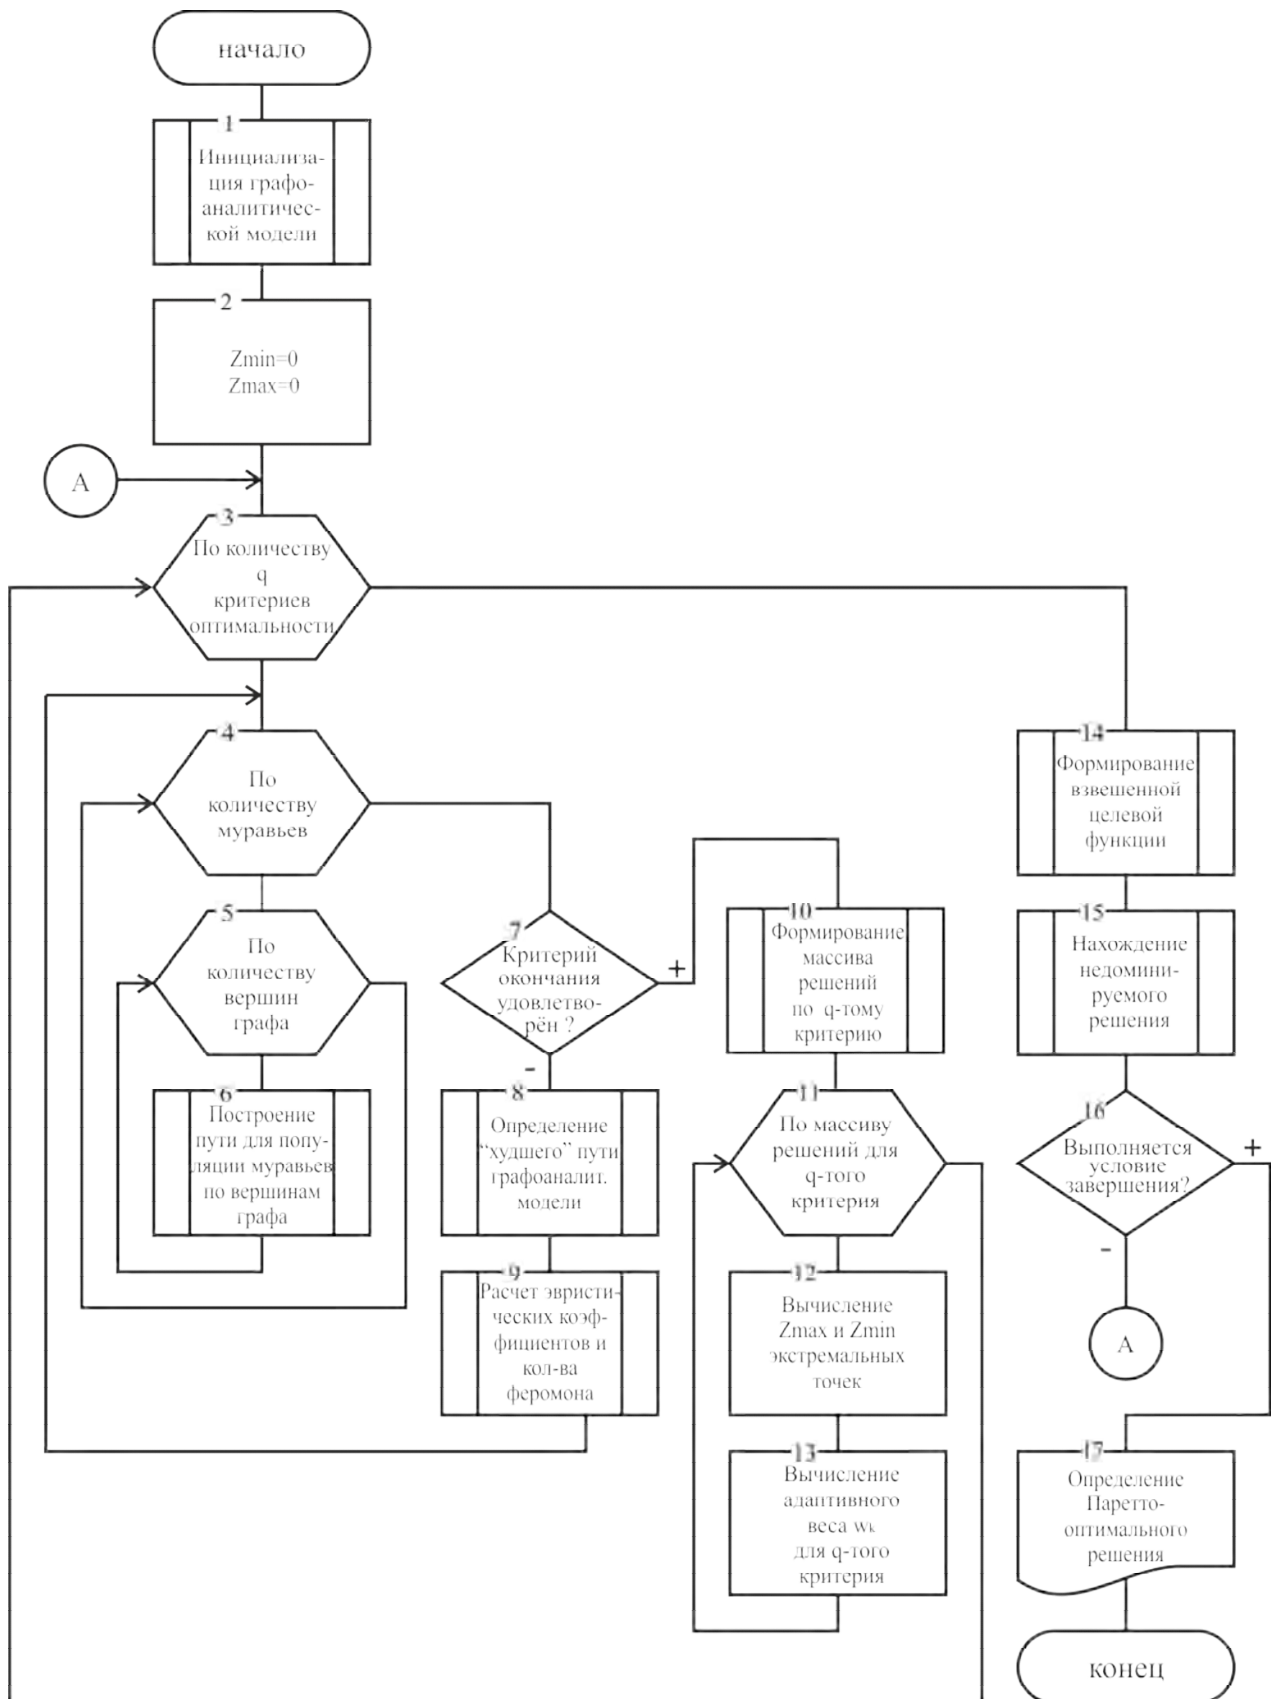 начало
1
Инициализа-
ция графо-
аналитичес-
кой модели
2
Zmin=0
Zmax=0
А
3
По количеству
q
критериев
оптимальности
4
По
количеству
муравьев
5
По
количеству
вершин
графа
6
Построение
пути для попу-
ляции муравьев
по вершинам
графа
7
Критерий
окончания
удовлетво-
рён ?
+
-
8
Определение
“худшего” пути
графоаналит.
модели
9
Расчет эвристи-
ческих коэф-
фициентов и
кол-ва
феромона
10
Формирование
массива
решений
по q-тому
критерию
11
По массиву
решений для
q-того
критерия
12
Вычисление
Zmax и Zmin
экстремальных
точек
13
Вычисление
адаптивного
веса wk
для q-того
критерия
14
Формирование
взвешенной
целевой
функции
15
Нахождение
недомини-
руемого
решения
16
Выполняется
условие
завершения?
+
-
А
17
Определение
Паретто-
оптимального
решения
конец